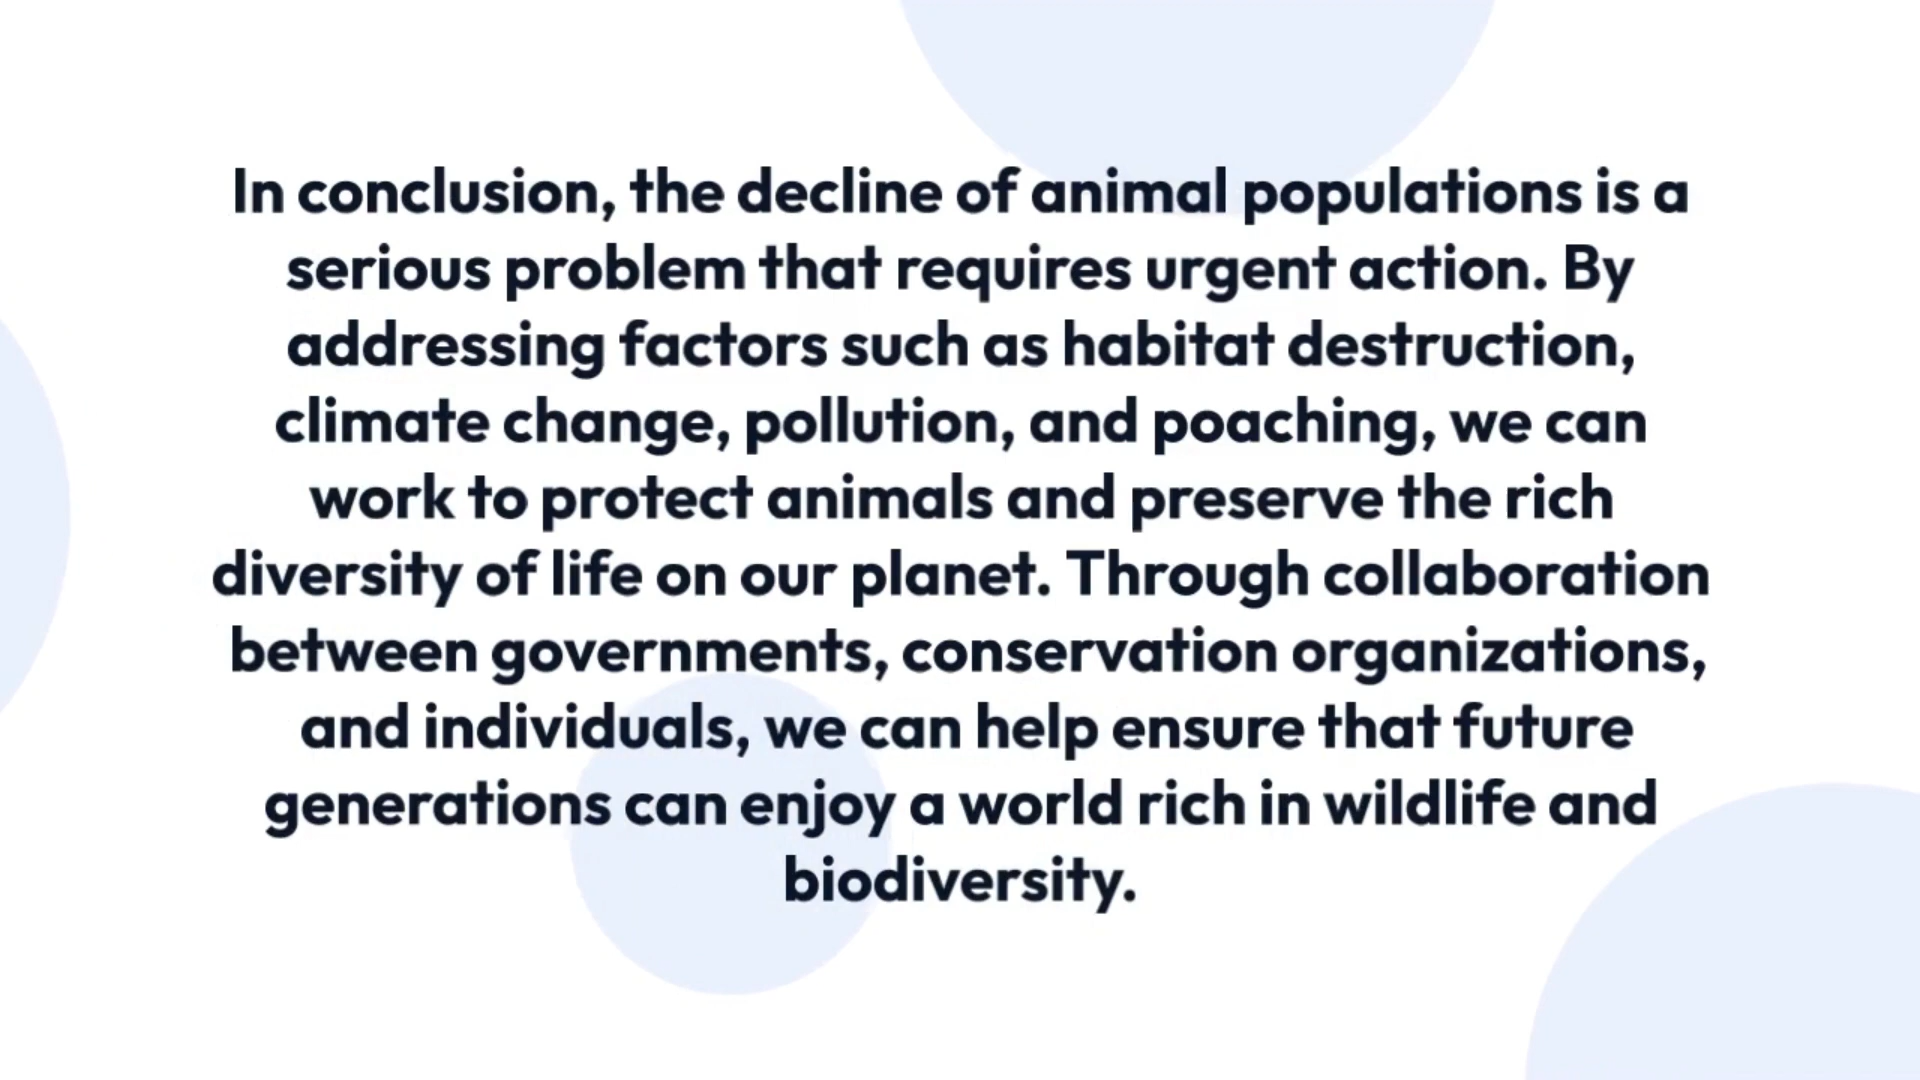 In conclusion, the decline of animal populations is a
serious problem that requires urgent action. By
addressing factors such as habitat destruction,
climate change, pollution, and poaching, we can
work to protect animals and preserve the rich
diversity of life on our planet. Through collaboration
between governments, conservation organizations,
and individuals, we can help ensure that future
generations can enjoy a world rich in wildlife and
biodiversity.